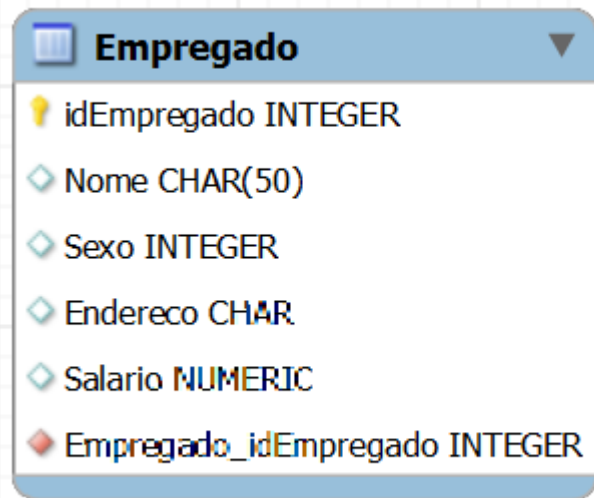 Empregado
idEmpregado INTEGER
Nome CHAR(50)
Sexo INTEGER
Endereco CHAR
Salario NUMERIC
Empregado_idEmpregado INTEGER